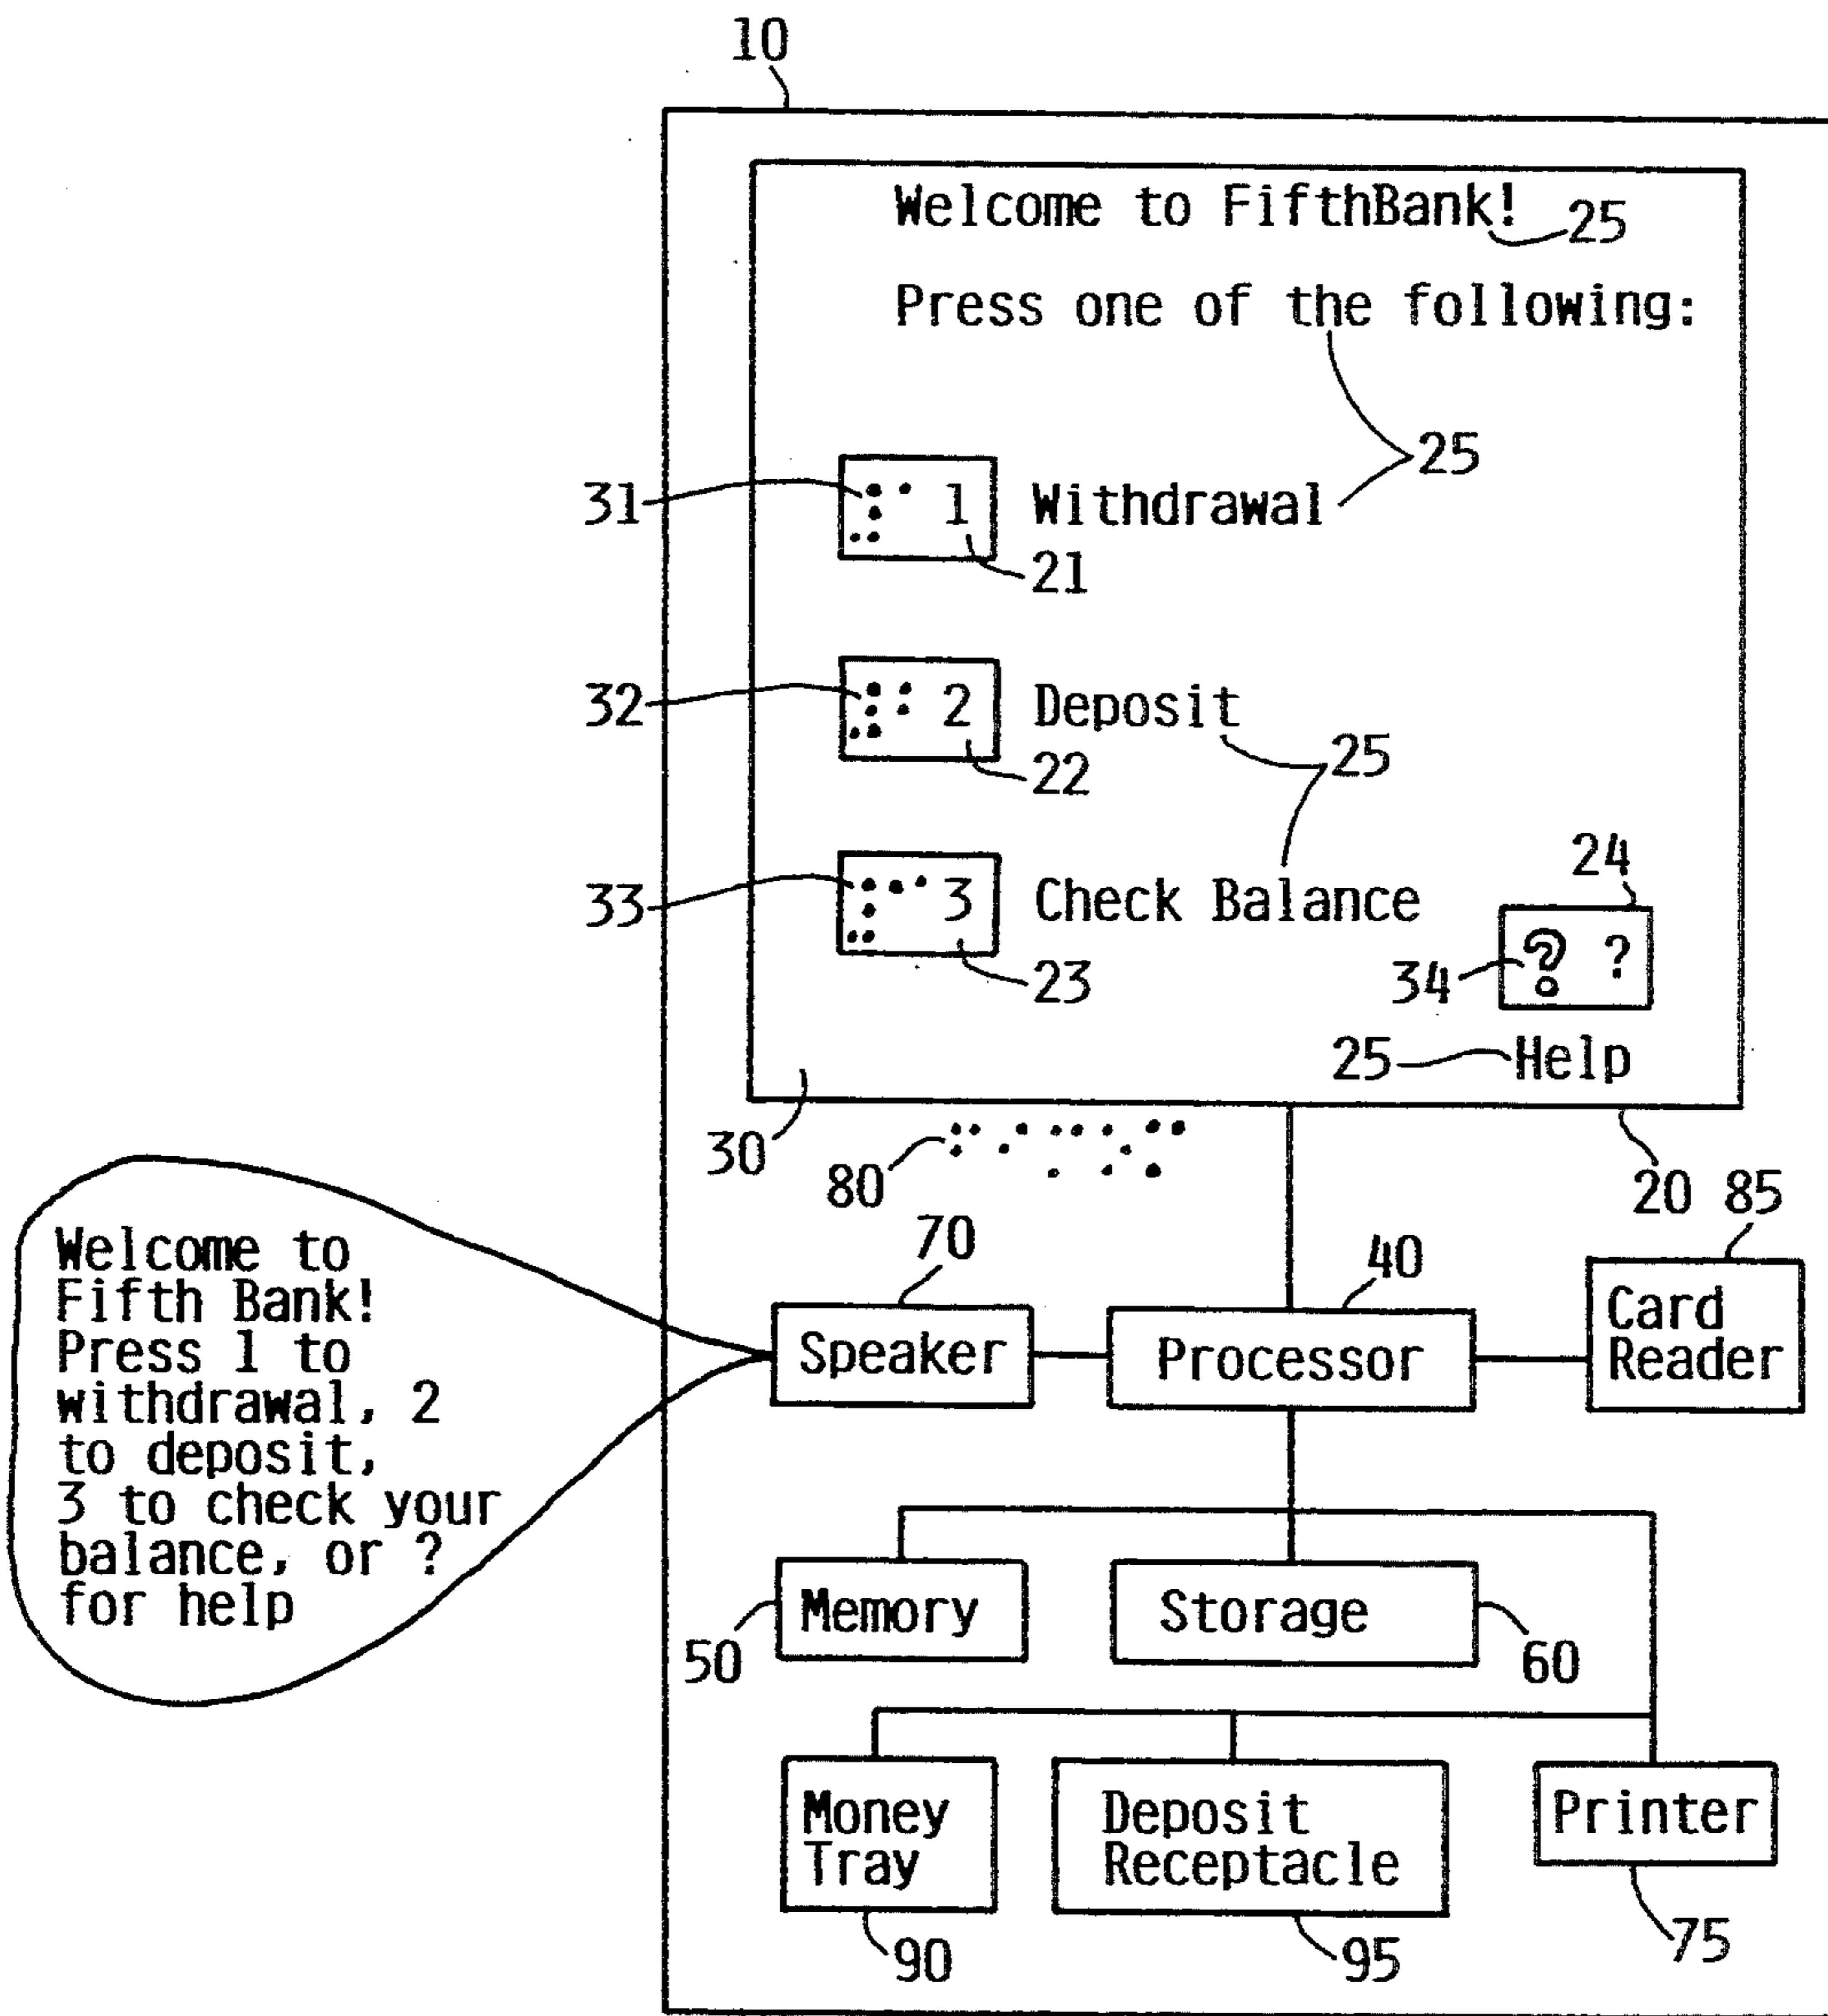 10
Welcome to FifthBank!
25
Press one of the following:
25
31
1 Withdrawal
21
32
2 Deposit
22
25
33
3 Check Balance
23
24
34
? ?
25 Help
30
80
20
85
Welcome to
Fifth Bank!
Press 1 to
withdrawal, 2
to deposit,
3 to check your
balance, or ?
for help
70
Speaker
40
Processor
Card
Reader
50
Memory
Storage
60
Money
Tray
90
Deposit
Receptacle
95
Printer
75